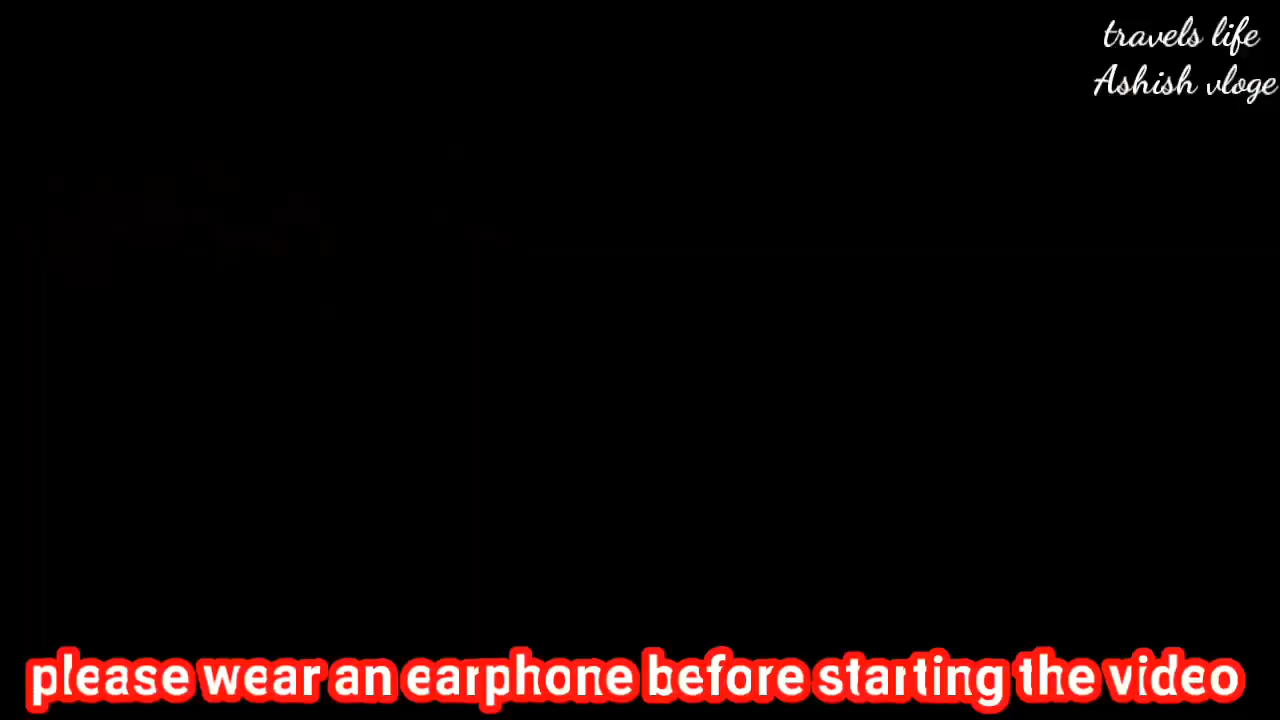 travels life
Ashish vloge
please wear an earphone before starting the video